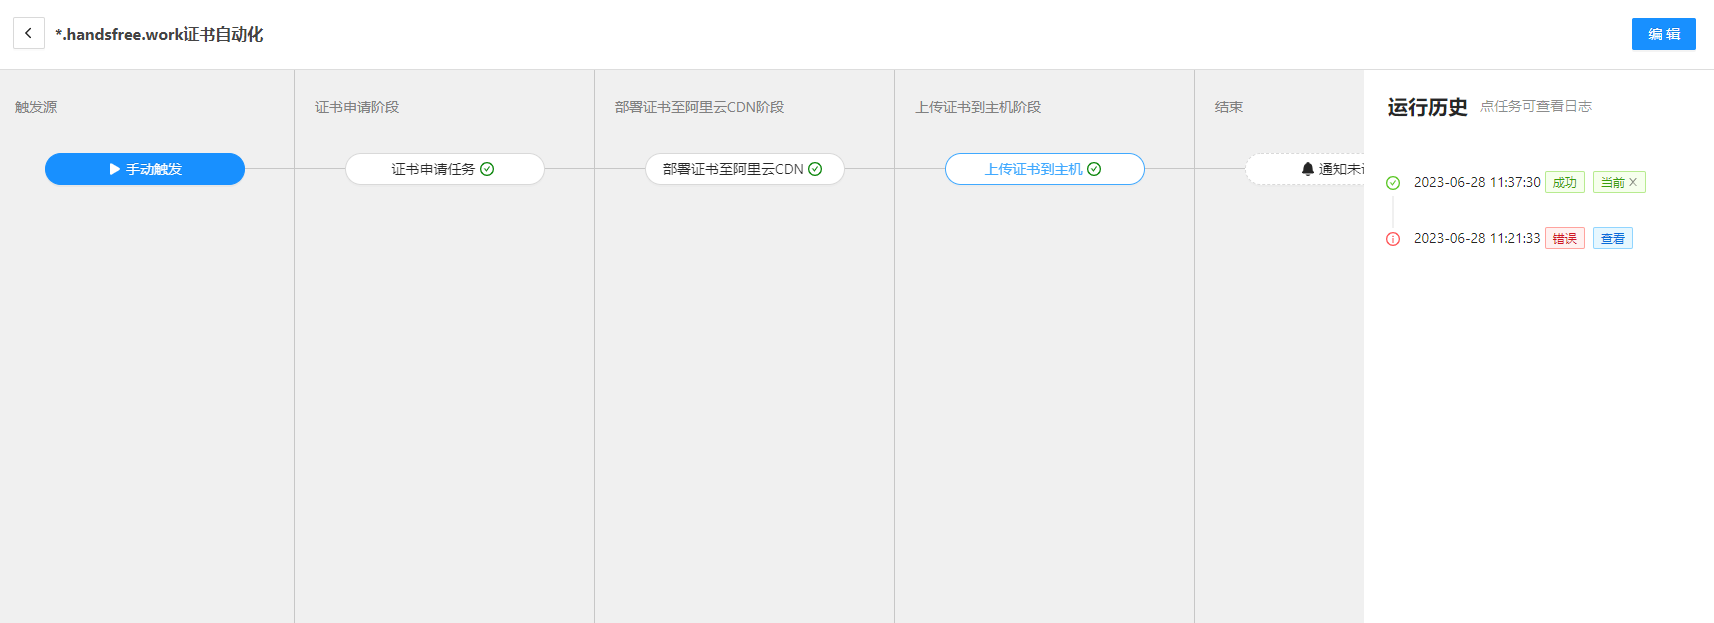 *.handsfree.work证书自动化
编 辑
触发源
证书申请阶段
部署证书至阿里云CDN阶段
上传证书到主机阶段
结束
手动触发
证书申请任务
部署证书至阿里云CDN
上传证书到主机
通知未
运行历史 点任务可查看日志
2023-06-28 11:37:30 成功 当前 X
2023-06-28 11:21:33 错误 查看